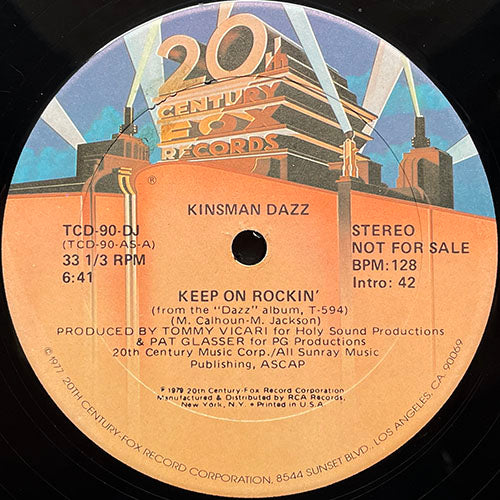 20th
CENTURY
FOX
RECORDS
®
KINSMAN DAZZ
TCD-90-DJ
(TCD-90-AS-A)
33 1/3 RPM
6:41
STEREO
NOT FOR SALE
BPM: 128
Intro: 42
KEEP ON ROCKIN'
(from the "Dazz" album, T-594)
(M. Calhoun-M. Jackson)
PRODUCED BY TOMMY VICARI for Holy Sound Productions
& PAT GLASSER for PG Productions
20th Century Music Corp./All Sunray Music
Publishing, ASCAP
℗ 1979 20th Century-Fox Record Corporation
Manufactured & Distributed by RCA Records,
New York, N.Y. • Printed in U.S.A.
©1977 20TH CENTURY-FOX RECORD CORPORATION, 8544 SUNSET BLVD., LOS ANGELES, CA. 90069